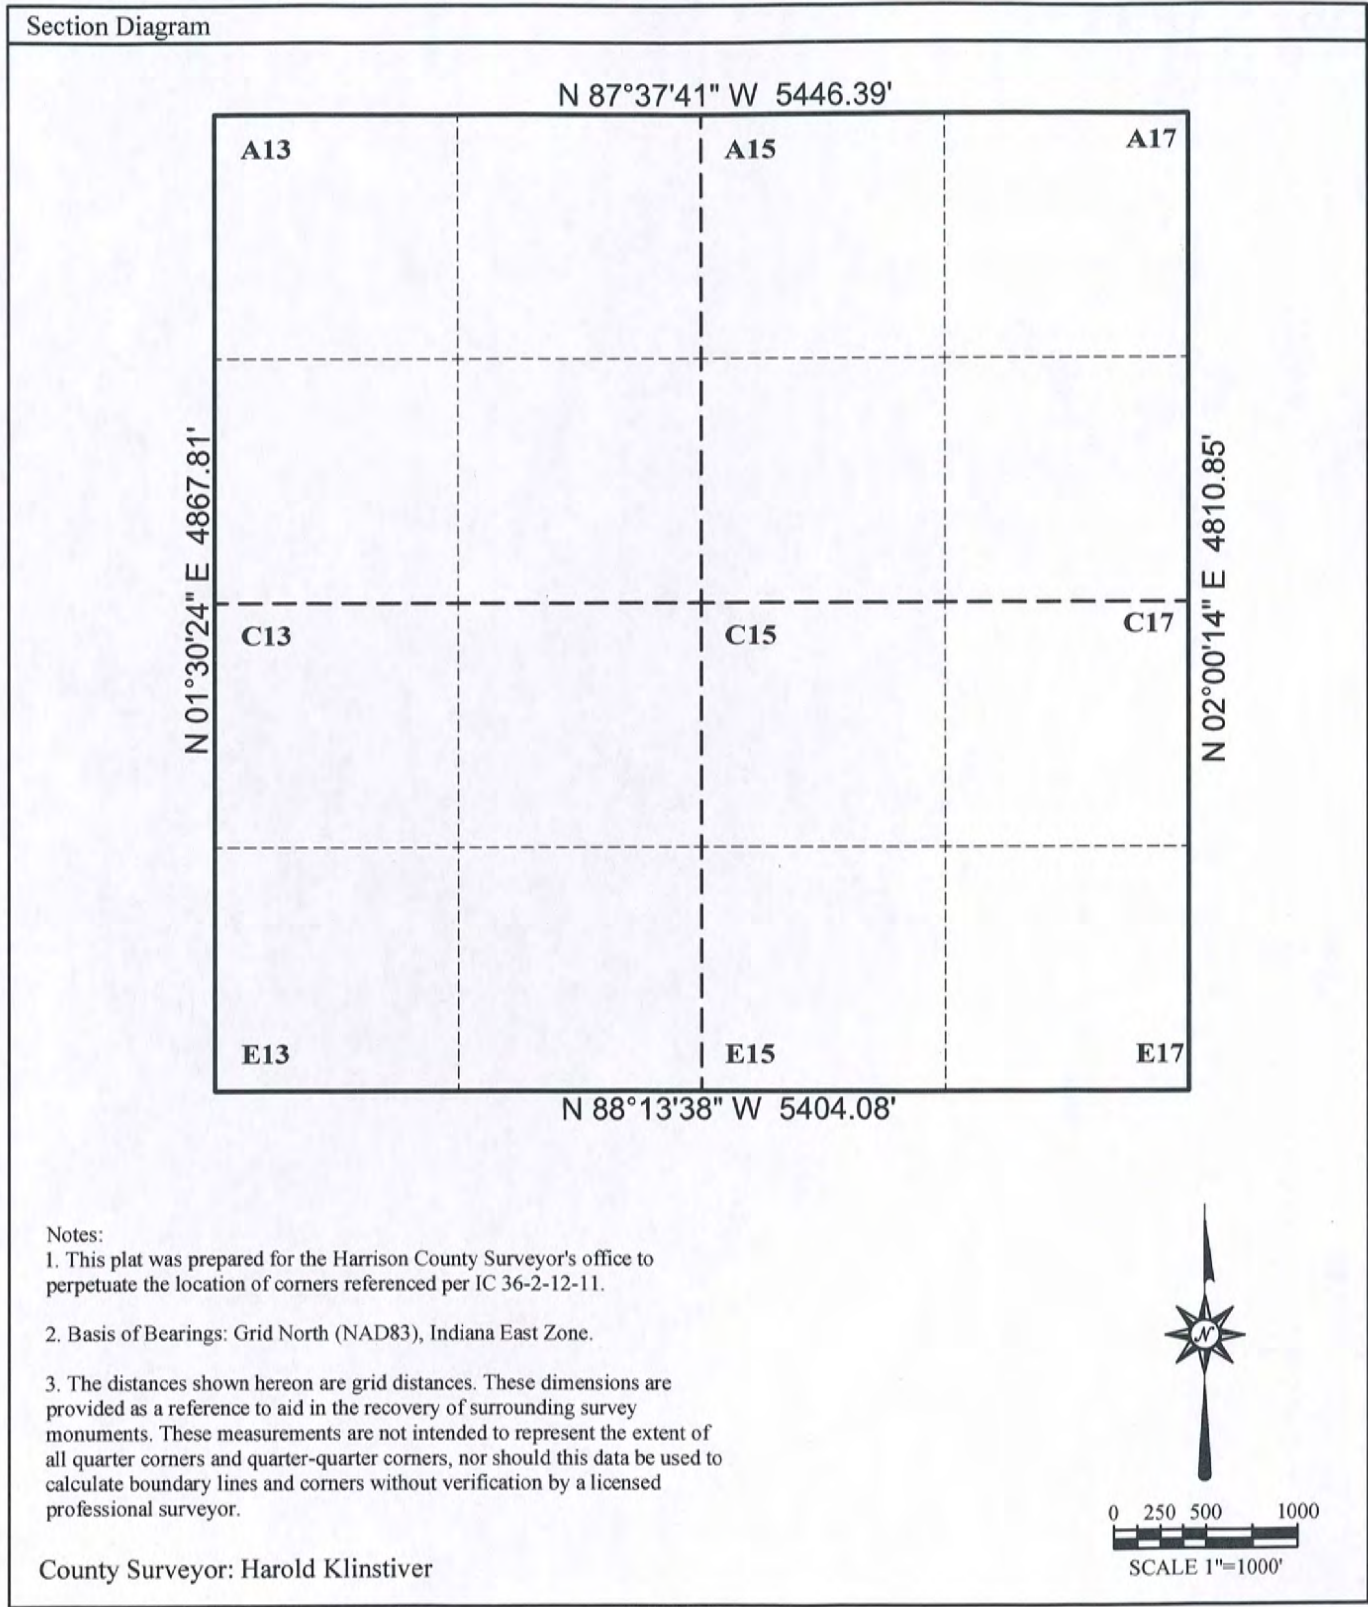 Section Diagram
N 87°37'41" W 5446.39'
A13
A15
A17
N 01°30'24" E 4867.81'
N 02°00'14" E 4810.85'
C13
C15
C17
E13
E15
E17
N 88°13'38" W 5404.08'
Notes:
1. This plat was prepared for the Harrison County Surveyor's office to
perpetuate the location of corners referenced per IC 36-2-12-11.
2. Basis of Bearings: Grid North (NAD83), Indiana East Zone.
3. The distances shown hereon are grid distances. These dimensions are
provided as a reference to aid in the recovery of surrounding survey
monuments. These measurements are not intended to represent the extent of
all quarter corners and quarter-quarter corners, nor should this data be used to
calculate boundary lines and corners without verification by a licensed
professional surveyor.
County Surveyor: Harold Klinstiver
N
0 250 500 1000
SCALE 1"=1000'